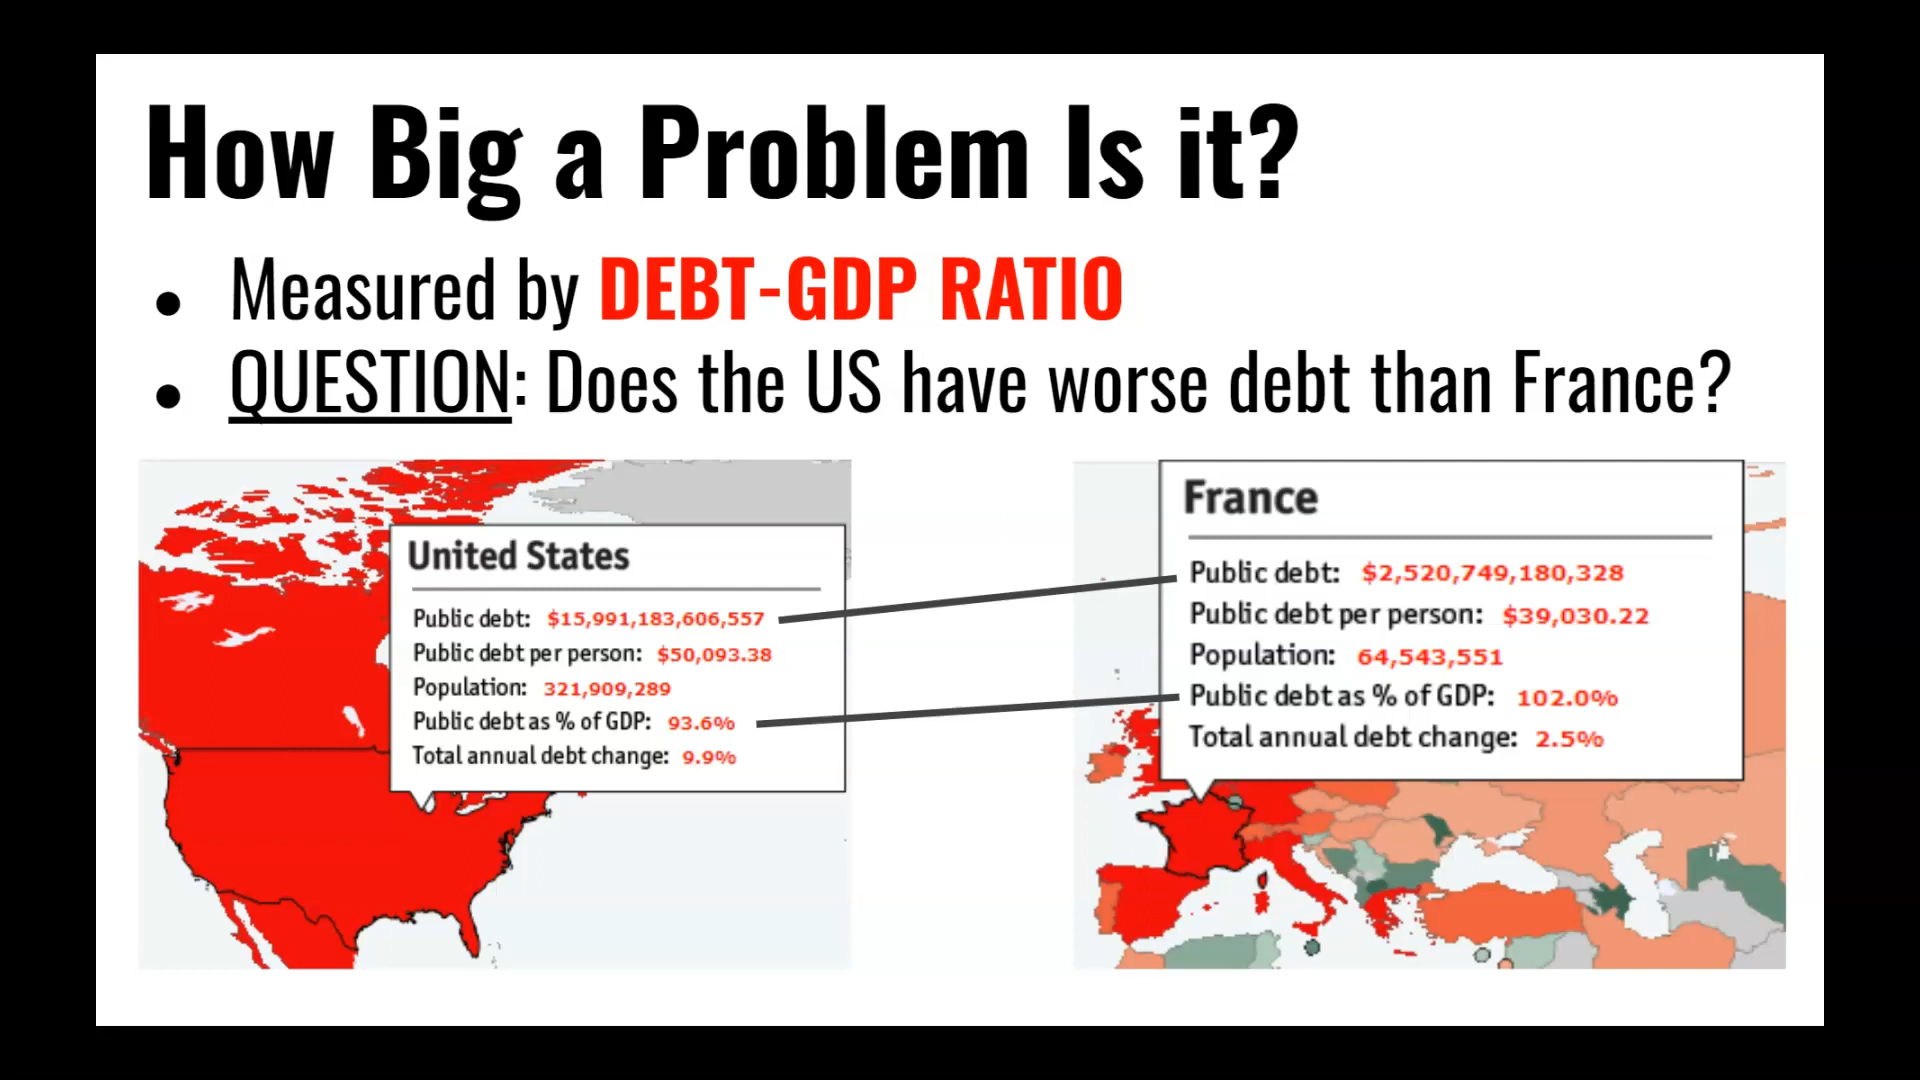 How Big a Problem Is it?
● Measured by DEBT-GDP RATIO
● QUESTION: Does the US have worse debt than France?
United States
Public debt: $15,991,183,606,557
Public debt per person: $50,093.38
Population: 321,909,289
Public debt as % of GDP: 93.6%
Total annual debt change: 9.9%
France
Public debt: $2,520,749,180,328
Public debt per person: $39,030.22
Population: 64,543,551
Public debt as % of GDP: 102.0%
Total annual debt change: 2.5%